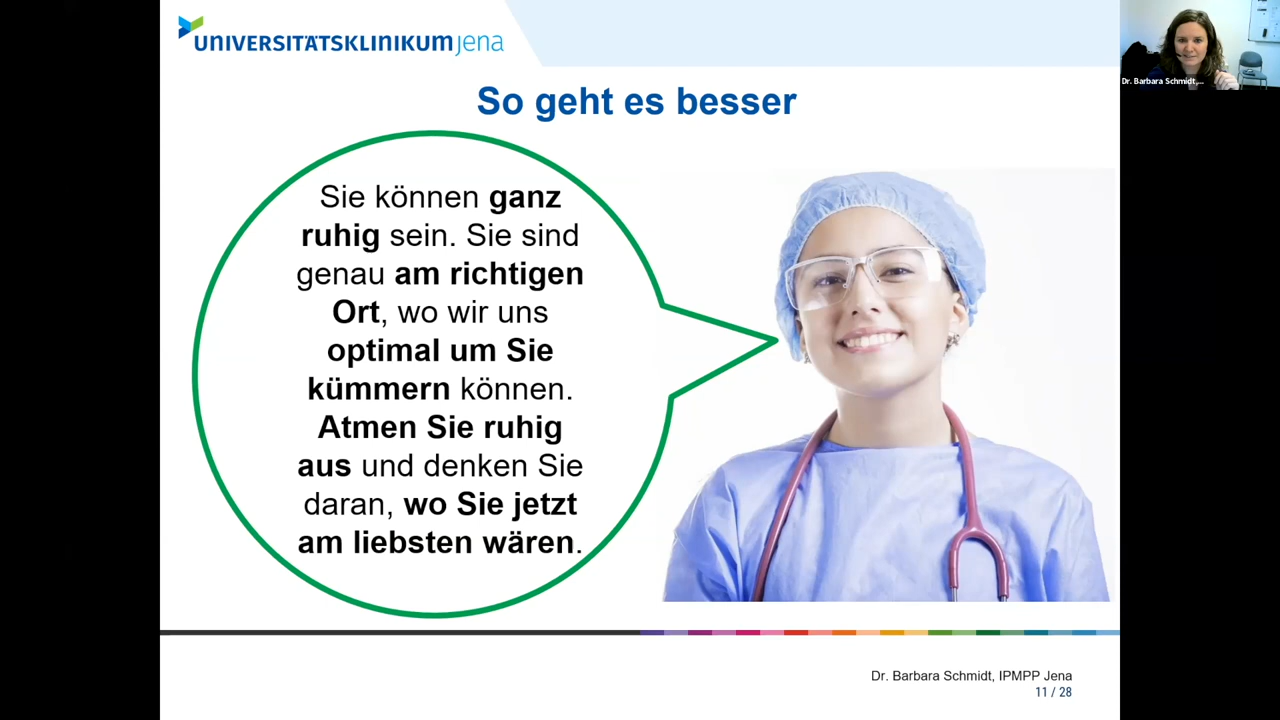 UNIVERSITÄTSKLINIKUM jena
Dr. Barbara Schmidt,...
So geht es besser
Sie können ganz
ruhig sein. Sie sind
genau am richtigen
Ort, wo wir uns
optimal um Sie
kümmern können.
Atmen Sie ruhig
aus und denken Sie
daran, wo Sie jetzt
am liebsten wären.
Dr. Barbara Schmidt, IPMPP Jena
11 / 28